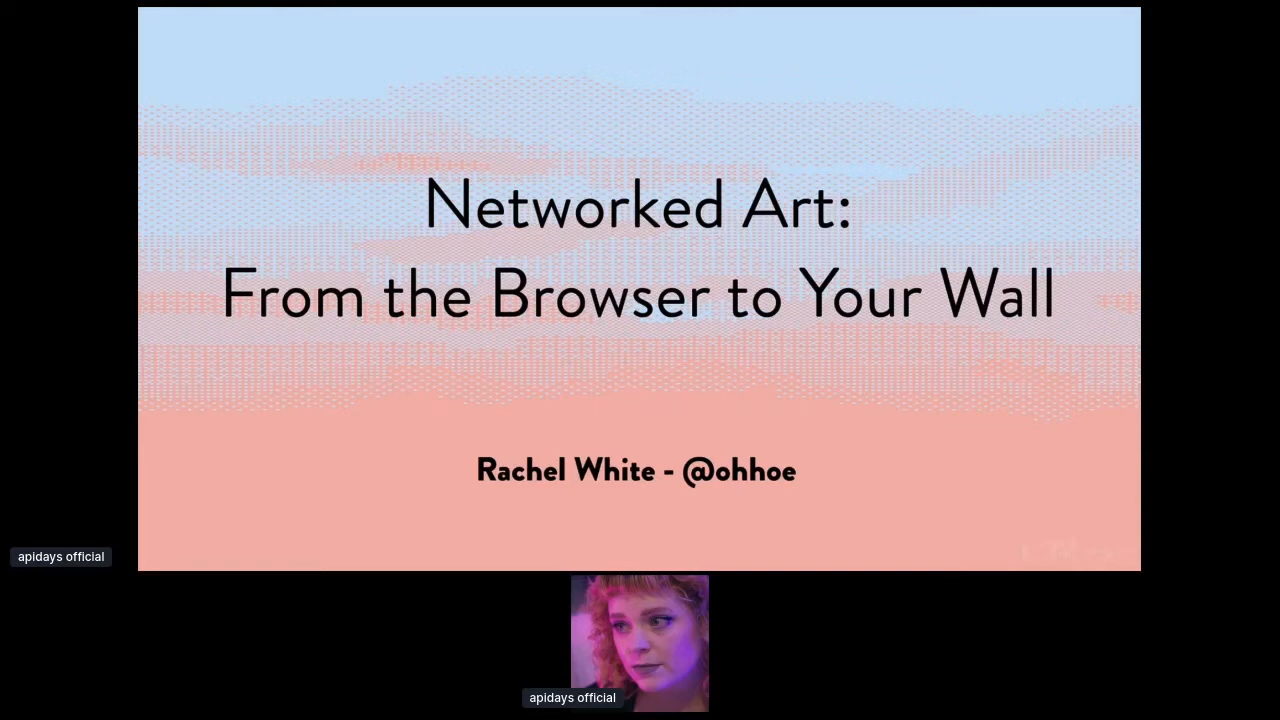 Networked Art:
From the Browser to Your Wall
Rachel White - @ohhoe
apidays official
apidays official